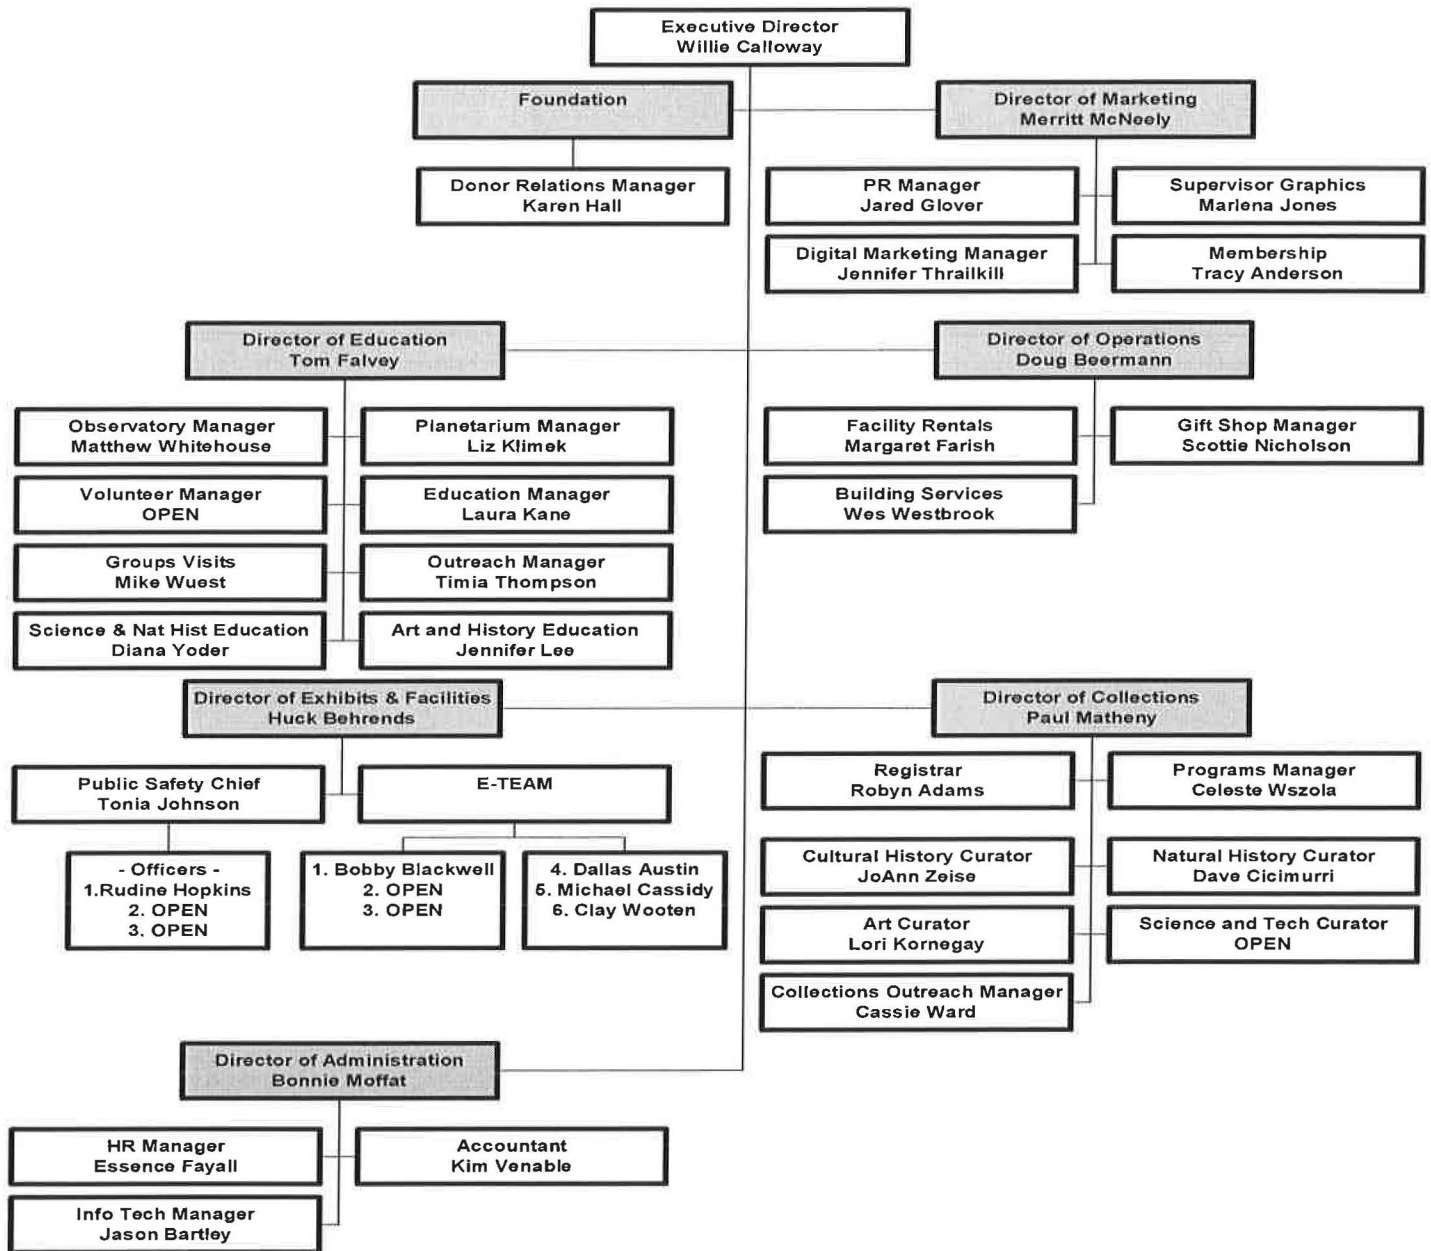 Executive Director
Willie Calloway
Foundation
Director of Marketing
Merritt McNeely
Donor Relations Manager
Karen Hall
PR Manager
Jared Glover
Supervisor Graphics
Marlena Jones
Digital Marketing Manager
Jennifer Thrailkill
Membership
Tracy Anderson
Director of Education
Tom Falvey
Director of Operations
Doug Beermann
Observatory Manager
Matthew Whitehouse
Planetarium Manager
Liz Klimek
Volunteer Manager
OPEN
Education Manager
Laura Kane
Groups Visits
Mike Wuest
Outreach Manager
Timia Thompson
Science & Nat Hist Education
Diana Yoder
Art and History Education
Jennifer Lee
Facility Rentals
Margaret Farish
Gift Shop Manager
Scottie Nicholson
Building Services
Wes Westbrook
Director of Exhibits & Facilities
Huck Behrends
Director of Collections
Paul Matheny
Public Safety Chief
Tonia Johnson
E-TEAM
- Officers -
1.Rudine Hopkins
2. OPEN
3. OPEN
1. Bobby Blackwell
2. OPEN
3. OPEN
4. Dallas Austin
5. Michael Cassidy
6. Clay Wooten
Registrar
Robyn Adams
Programs Manager
Celeste Wszola
Cultural History Curator
JoAnn Zeise
Natural History Curator
Dave Cicimurri
Art Curator
Lori Kornegay
Science and Tech Curator
OPEN
Collections Outreach Manager
Cassie Ward
Director of Administration
Bonnie Moffat
HR Manager
Essence Fayall
Accountant
Kim Venable
Info Tech Manager
Jason Bartley